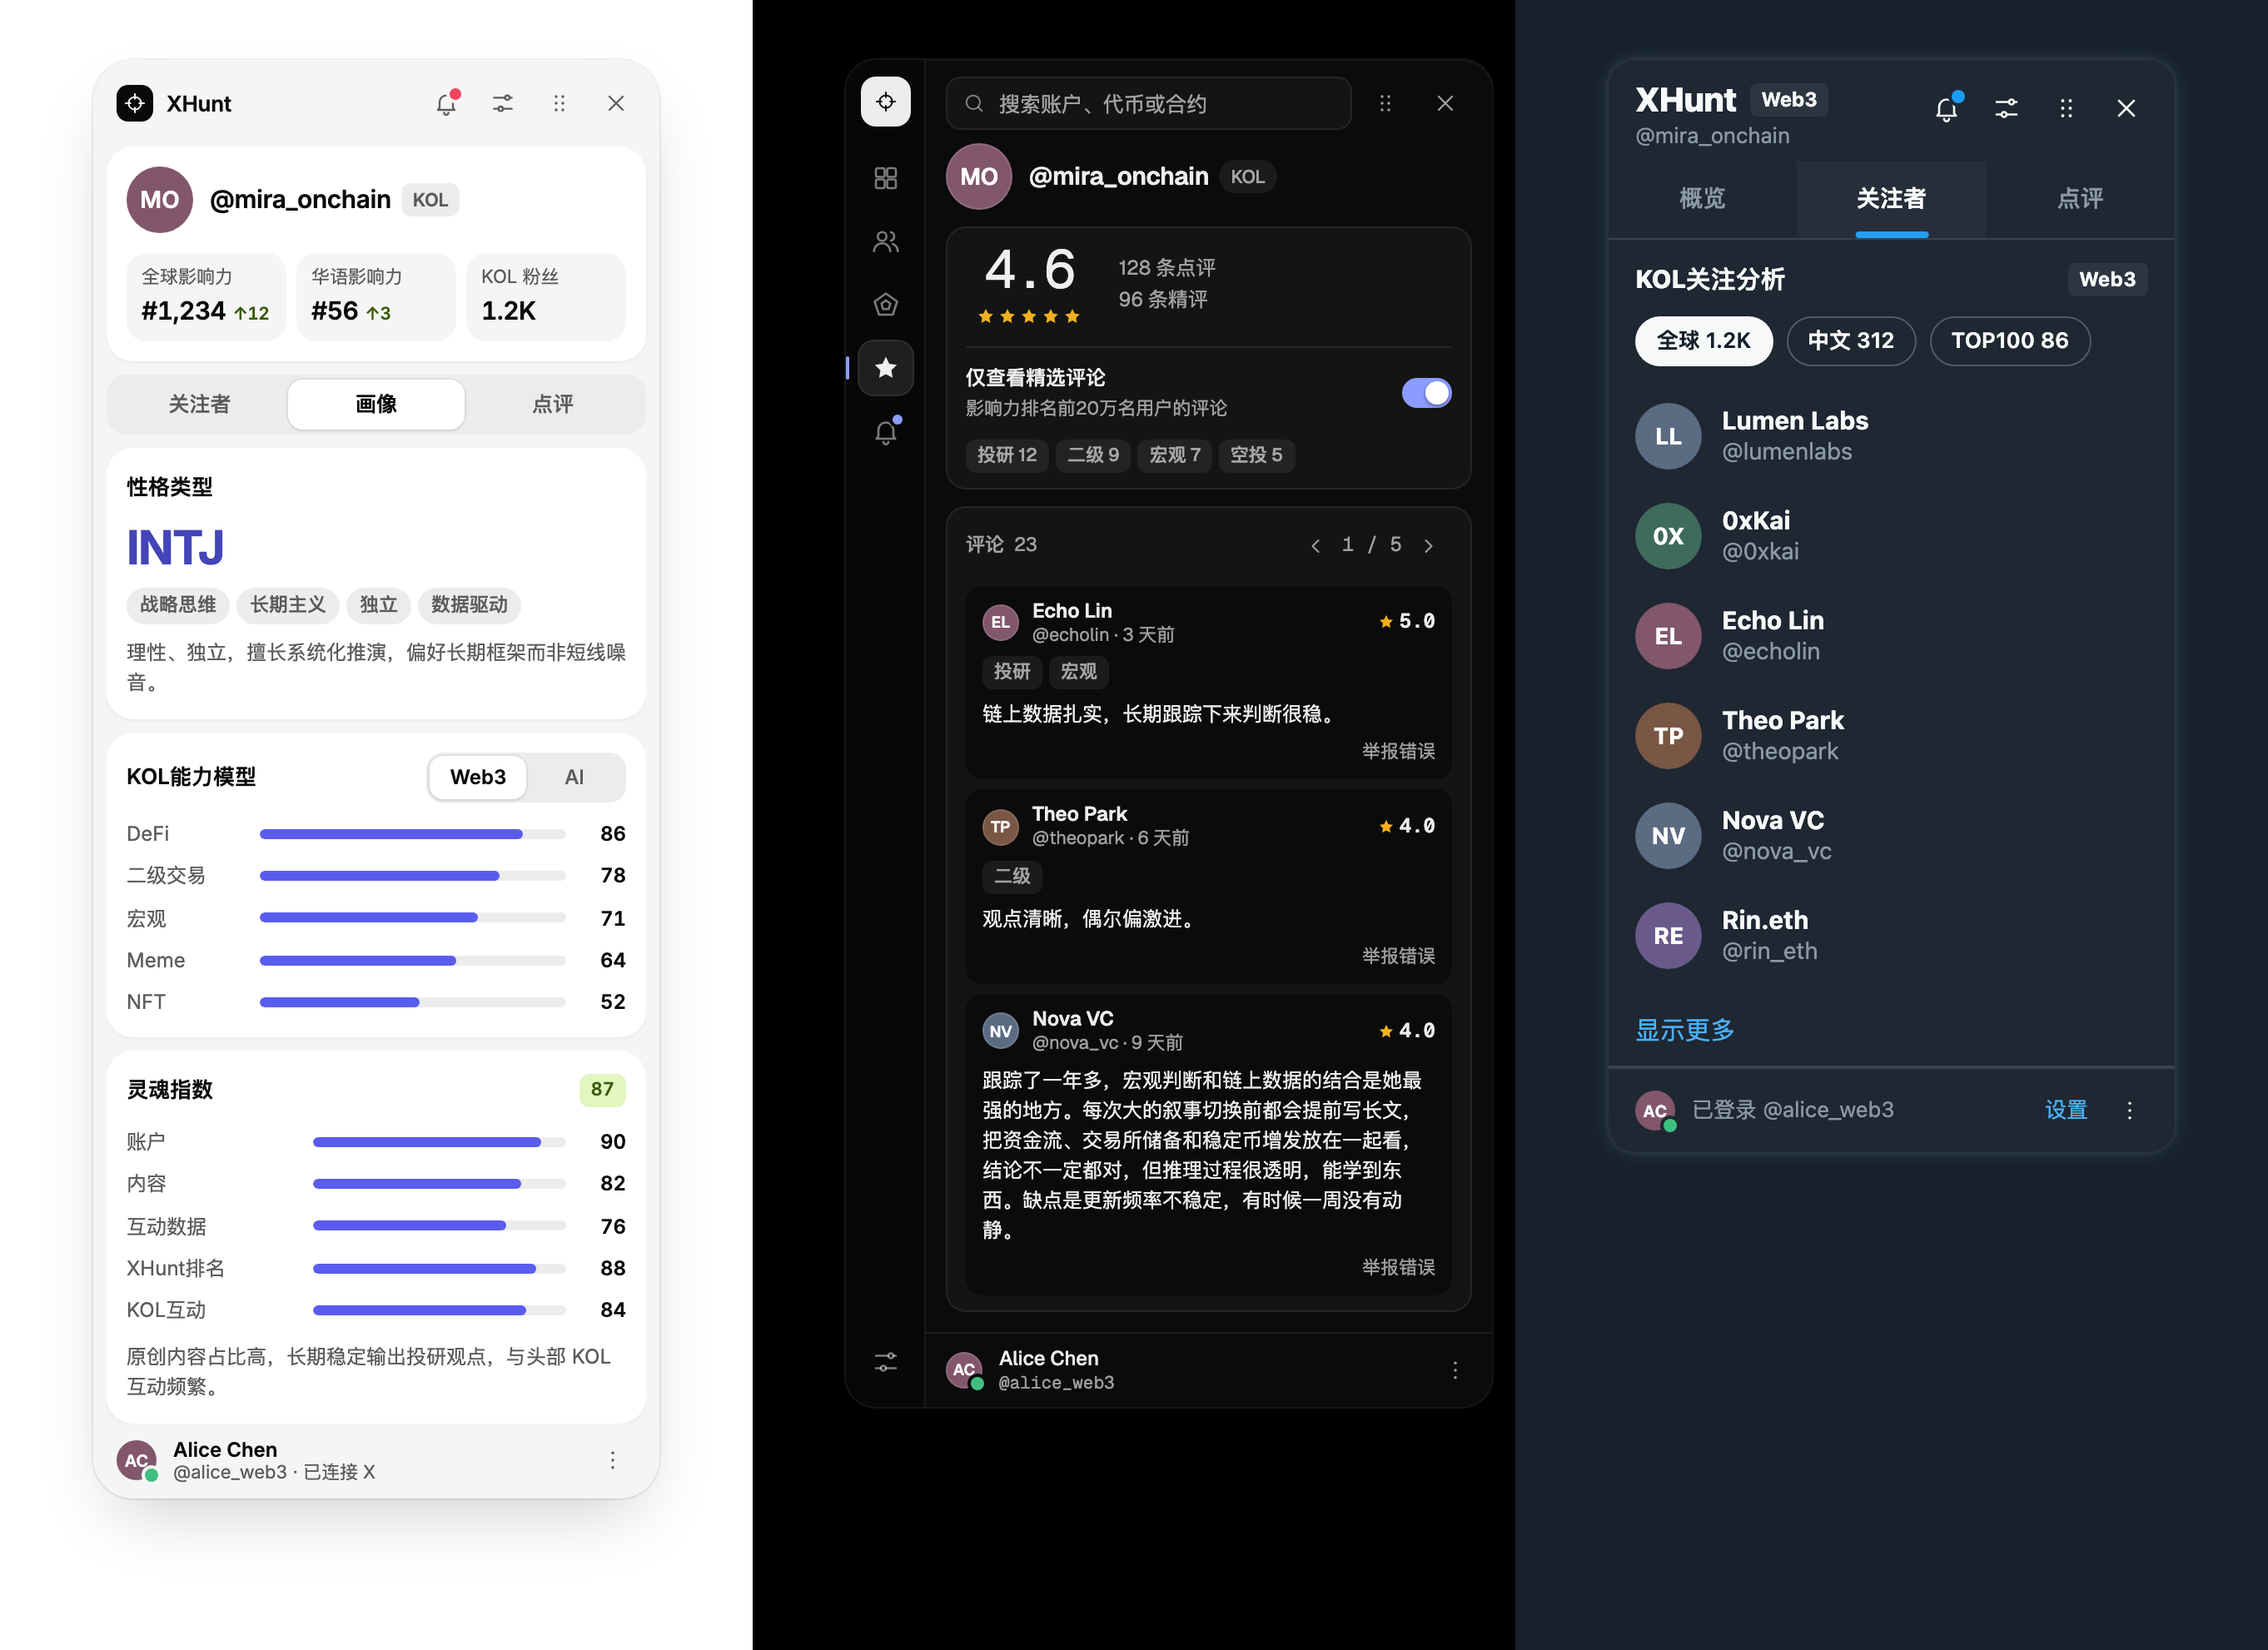 XHunt
MO @mira_onchain KOL
全球影响力
#1,234 ↑12
华语影响力
#56 ↑3
KOL 粉丝
1.2K
关注者 画像 点评
性格类型
INTJ
战略思维 长期主义 独立 数据驱动
理性、独立，擅长系统化推演，偏好长期框架而非短线噪
音。
KOL能力模型 Web3 AI
DeFi 86
二级交易 78
宏观 71
Meme 64
NFT 52
灵魂指数 87
账户 90
内容 82
互动数据 76
XHunt排名 88
KOL互动 84
原创内容占比高，长期稳定输出投研观点，与头部 KOL
互动频繁。
AC Alice Chen
@alice_web3 · 已连接 X
搜索账户、代币或合约
MO @mira_onchain KOL
4.6
128 条点评
96 条精评
仅查看精选评论
影响力排名前20万名用户的评论
投研 12 二级 9 宏观 7 空投 5
评论 23 1 / 5
EL Echo Lin 5.0
@echolin · 3 天前
投研 宏观
链上数据扎实，长期跟踪下来判断很稳。
举报错误
TP Theo Park 4.0
@theopark · 6 天前
二级
观点清晰，偶尔偏激进。
举报错误
NV Nova VC 4.0
@nova_vc · 9 天前
跟踪了一年多，宏观判断和链上数据的结合是她最
强的地方。每次大的叙事切换前都会提前写长文，
把资金流、交易所储备和稳定币增发放在一起看，
结论不一定都对，但推理过程很透明，能学到东
西。缺点是更新频率不稳定，有时候一周没有动
静。
举报错误
AC Alice Chen
@alice_web3
XHunt Web3
@mira_onchain
概览 关注者 点评
KOL关注分析 Web3
全球 1.2K 中文 312 TOP100 86
LL Lumen Labs
@lumenlabs
0X 0xKai
@0xkai
EL Echo Lin
@echolin
TP Theo Park
@theopark
NV Nova VC
@nova_vc
RE Rin.eth
@rin_eth
显示更多
AC 已登录 @alice_web3 设置